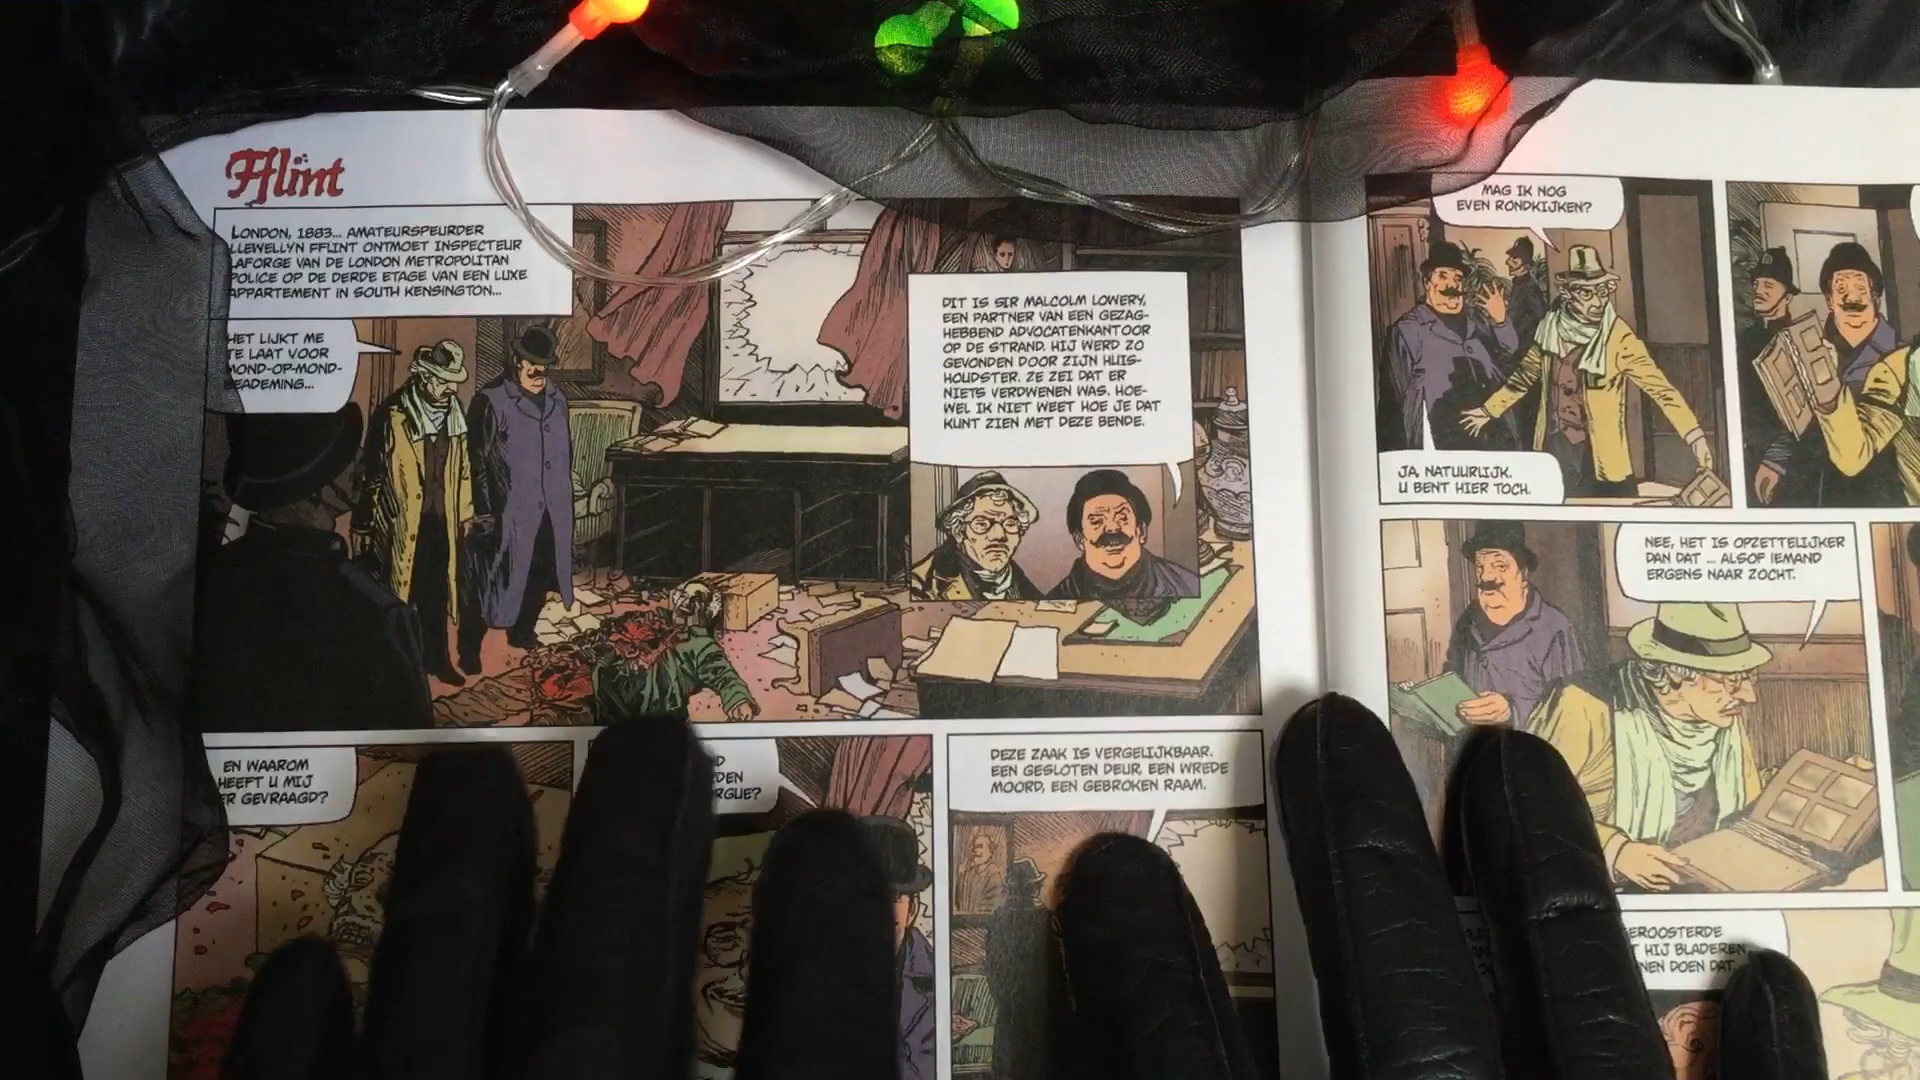 Fflint
LONDON, 1883... AMATEURSPEURDER
LLEWELLYN FFLINT ONTMOET INSPECTEUR
LAFORGE VAN DE LONDON METROPOLITAN
POLICE OP DE DERDE ETAGE VAN EEN LUXE
APPARTEMENT IN SOUTH KENSINGTON...
HET LIJKT ME
TE LAAT VOOR
MOND-OP-MOND-
BEADEMING...
DIT IS SIR MALCOLM LOWERY,
EEN PARTNER VAN EEN GEZAG-
HEBBEND ADVOCATENKANTOOR
OP DE STRAND. HIJ WERD ZO
GEVONDEN DOOR ZIJN HUIS-
HOUDSTER. ZE ZEI DAT ER
NIETS VERDWENEN WAS. HOE-
WEL IK NIET WEET HOE JE DAT
KUNT ZIEN MET DEZE BENDE.
EN WAAROM
HEEFT U MIJ
ER GEVRAAGD?
DEZE ZAAK IS VERGELIJKBAAR.
EEN GESLOTEN DEUR, EEN WREDE
MOORD, EEN GEBROKEN RAAM.
MAG IK NOG
EVEN RONDKIJKEN?
JA, NATUURLIJK.
U BENT HIER TOCH.
NEE, HET IS OPZETTELIJKER
DAN DAT ... ALSOF IEMAND
ERGENS NAAR ZOCHT.
HIJ BLADEREN
DOEN DAT